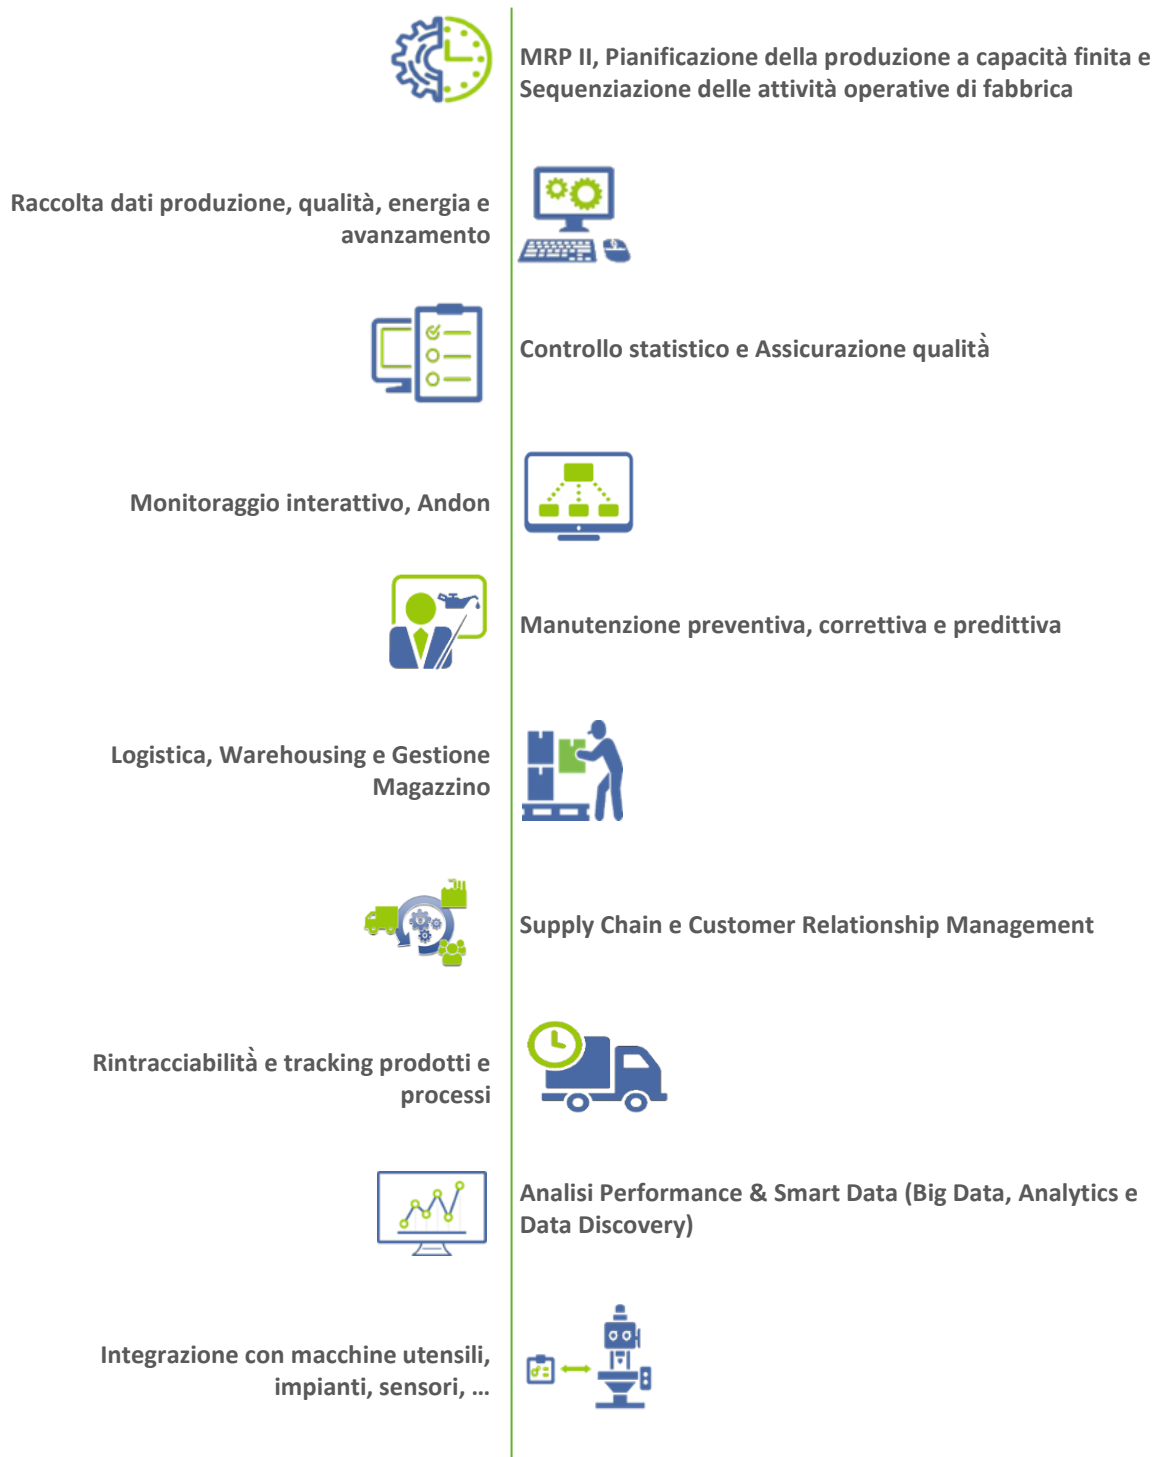 MRP II, Pianificazione della produzione a capacità finita e
Sequenziazione delle attività operative di fabbrica
Raccolta dati produzione, qualità, energia e
avanzamento
Controllo statistico e Assicurazione qualità
Monitoraggio interattivo, Andon
Manutenzione preventiva, correttiva e predittiva
Logistica, Warehousing e Gestione
Magazzino
Supply Chain e Customer Relationship Management
Rintracciabilità e tracking prodotti e
processi
Analisi Performance & Smart Data (Big Data, Analytics e
Data Discovery)
Integrazione con macchine utensili,
impianti, sensori, …